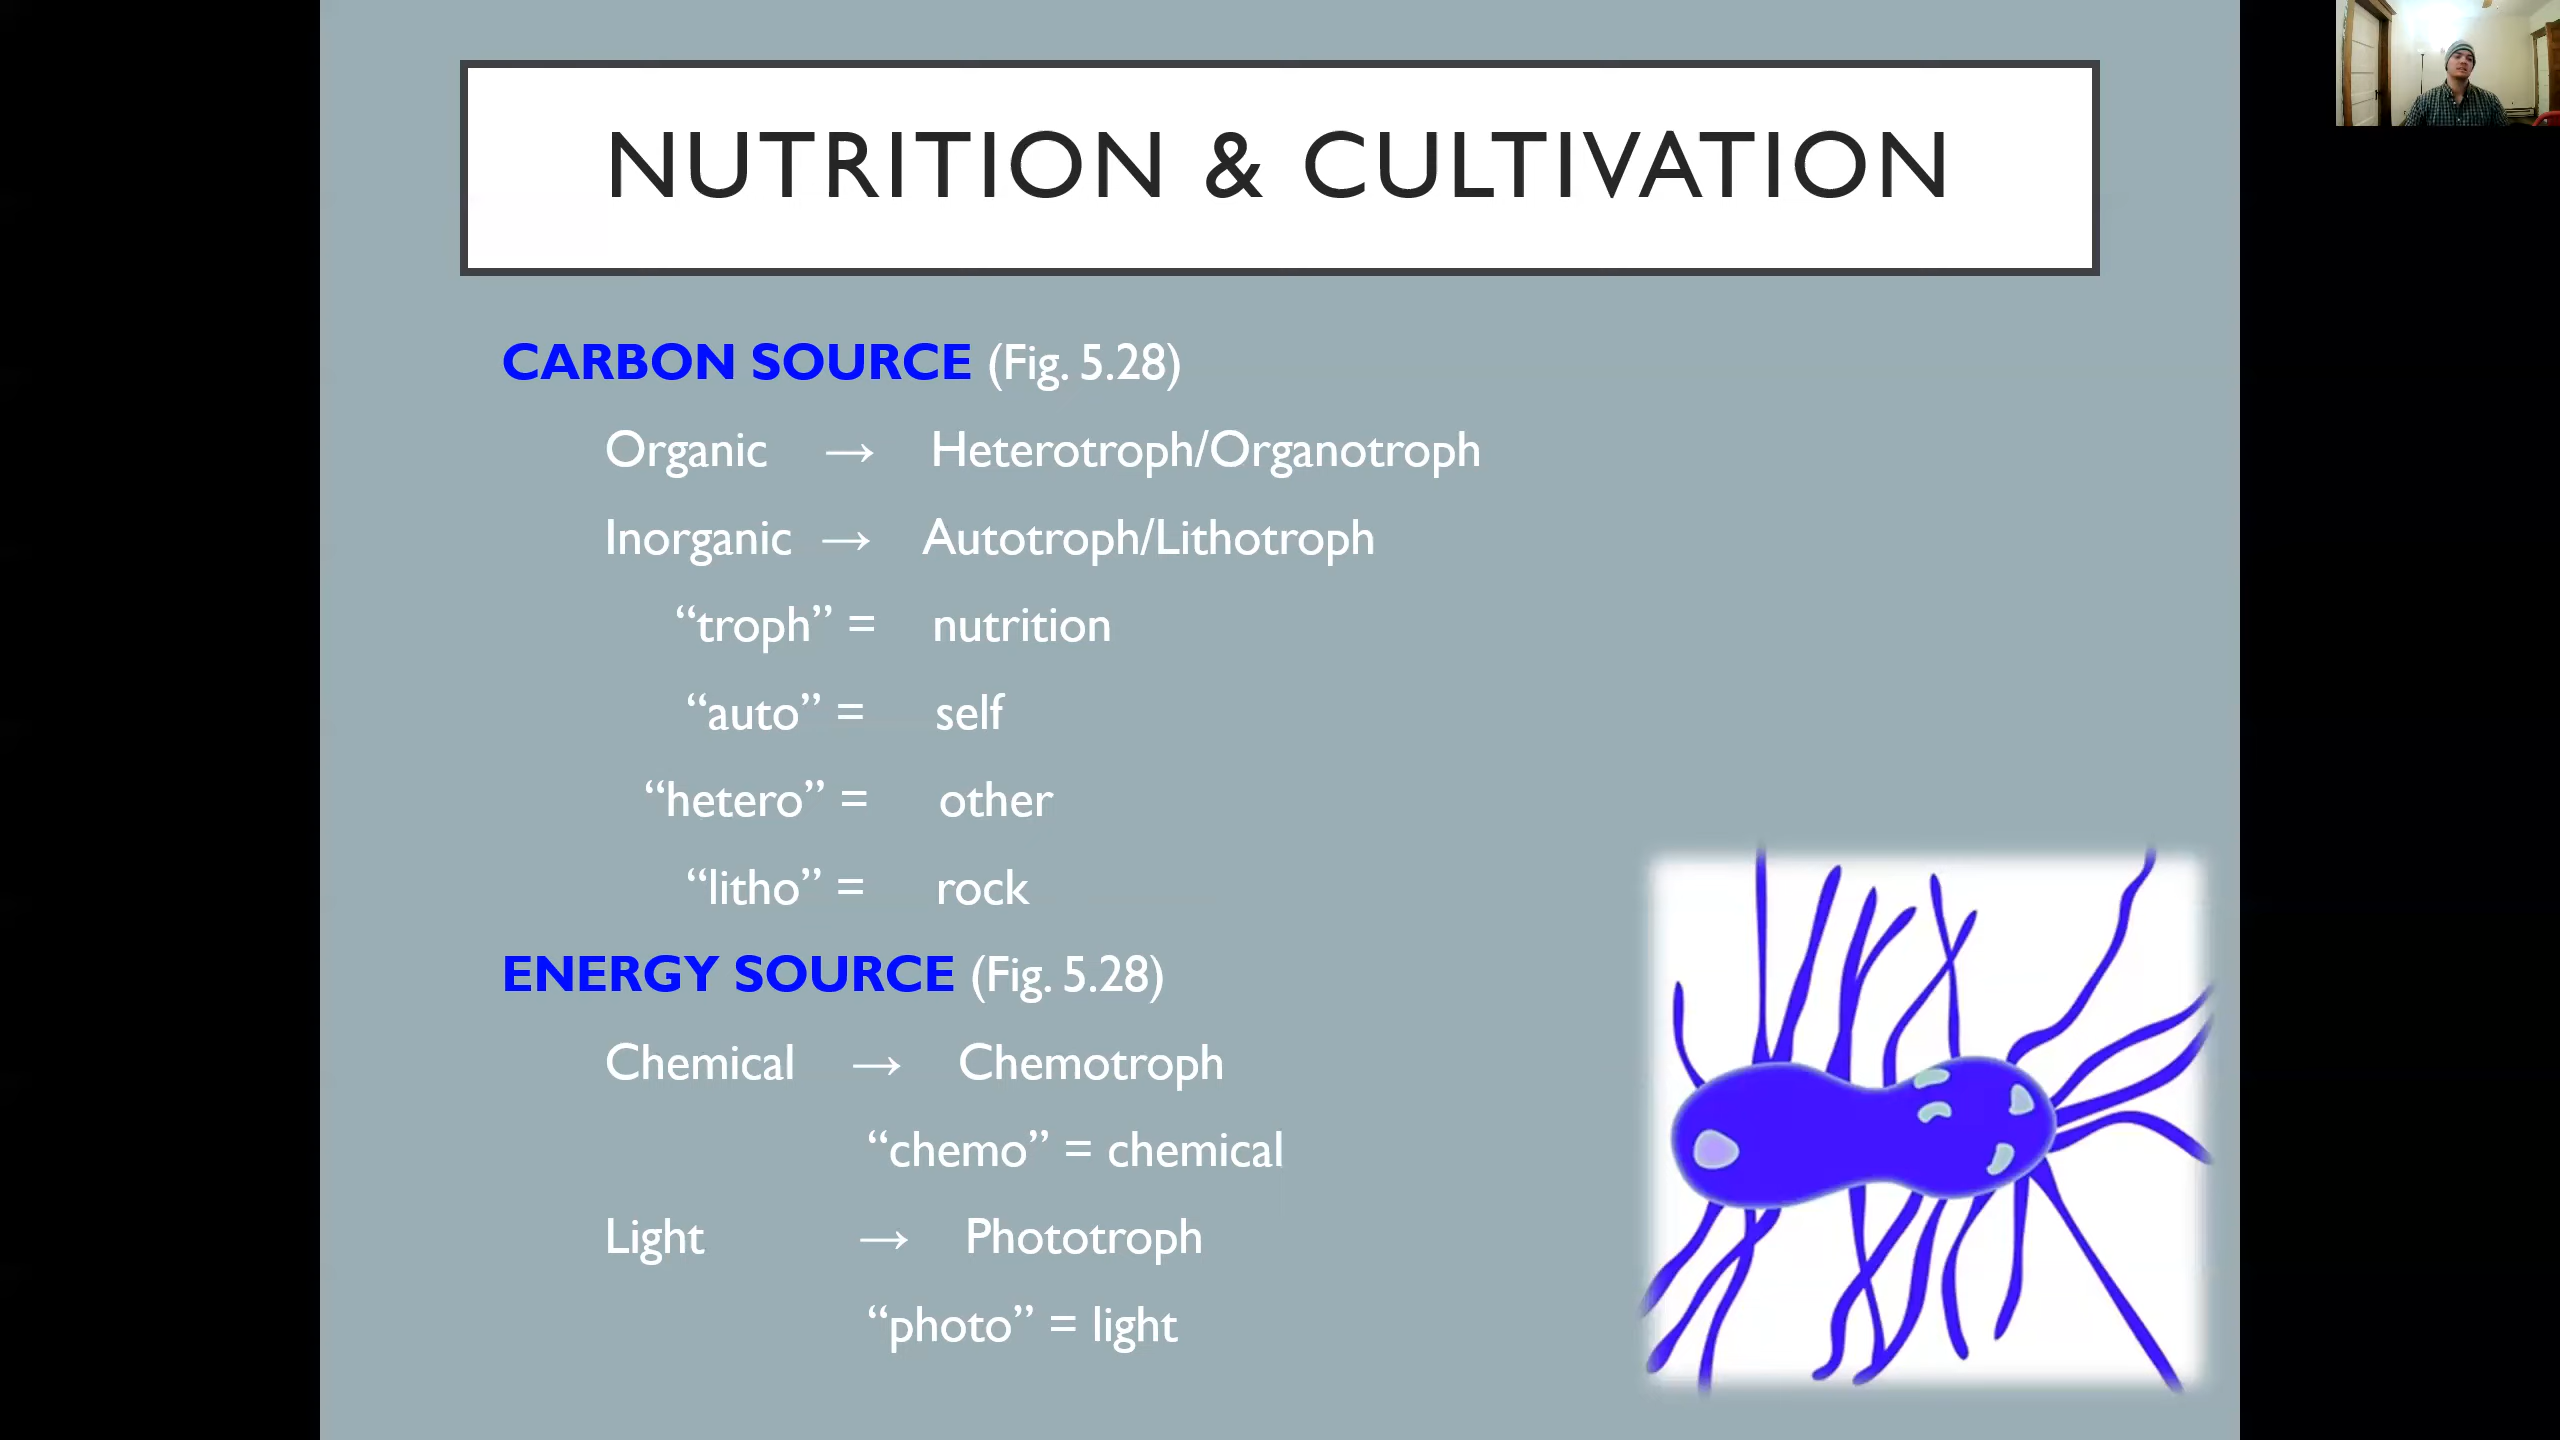 NUTRITION & CULTIVATION
CARBON SOURCE (Fig. 5.28)
Organic → Heterotroph/Organotroph
Inorganic → Autotroph/Lithotroph
“troph” = nutrition
“auto” = self
“hetero” = other
“litho” = rock
ENERGY SOURCE (Fig. 5.28)
Chemical → Chemotroph
“chemo” = chemical
Light → Phototroph
“photo” = light